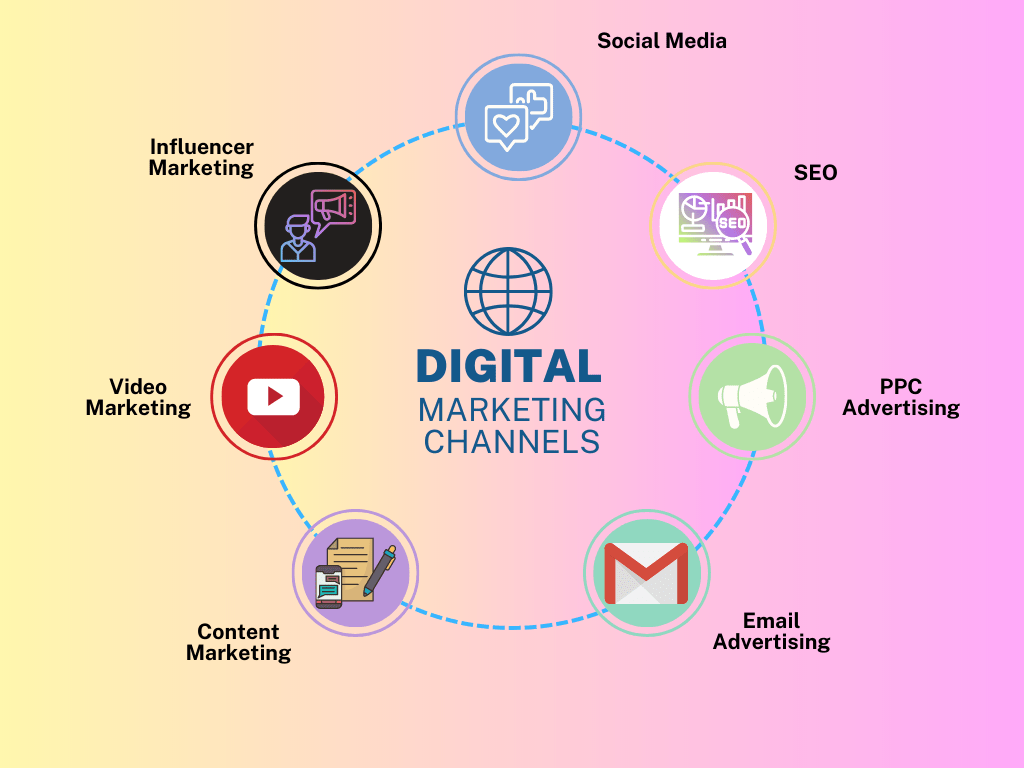 Social Media
Influencer
Marketing
SEO
SEO
DIGITAL
MARKETING
CHANNELS
Video
Marketing
PPC
Advertising
Content
Marketing
Email
Advertising